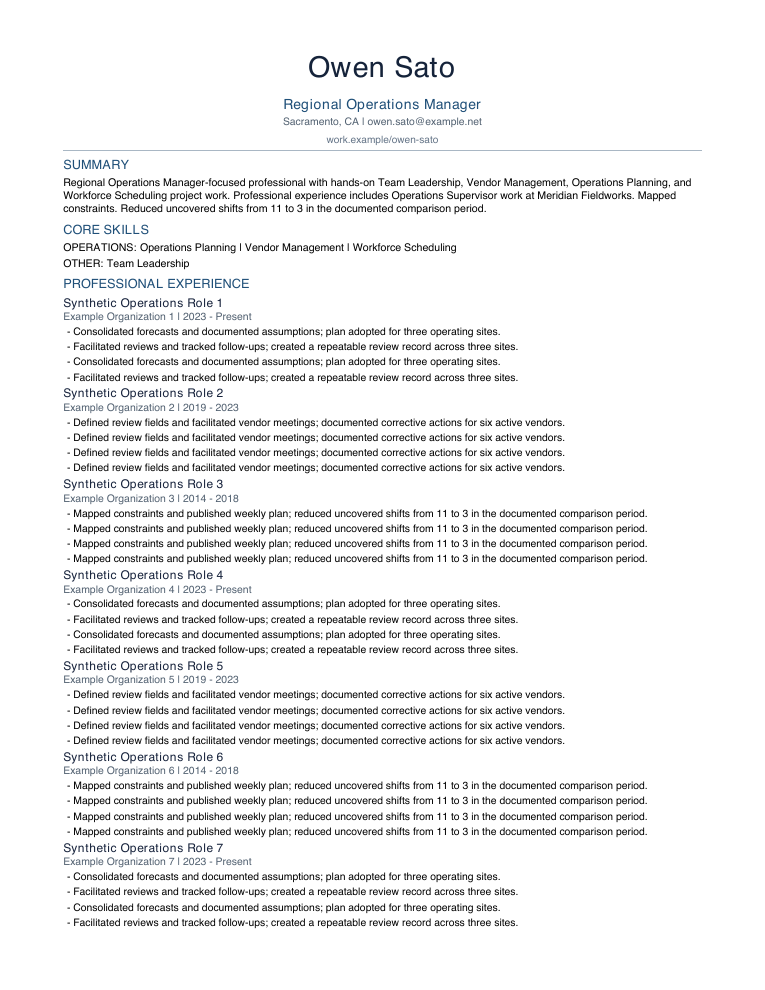 Owen Sato
Regional Operations Manager
Sacramento, CA | owen.sato@example.net
work.example/owen-sato
SUMMARY
Regional Operations Manager-focused professional with hands-on Team Leadership, Vendor Management, Operations Planning, and
Workforce Scheduling project work. Professional experience includes Operations Supervisor work at Meridian Fieldworks. Mapped
constraints. Reduced uncovered shifts from 11 to 3 in the documented comparison period.
CORE SKILLS
OPERATIONS: Operations Planning | Vendor Management | Workforce Scheduling
OTHER: Team Leadership
PROFESSIONAL EXPERIENCE
Synthetic Operations Role 1
Example Organization 1 | 2023 - Present
- Consolidated forecasts and documented assumptions; plan adopted for three operating sites.
- Facilitated reviews and tracked follow-ups; created a repeatable review record across three sites.
- Consolidated forecasts and documented assumptions; plan adopted for three operating sites.
- Facilitated reviews and tracked follow-ups; created a repeatable review record across three sites.
Synthetic Operations Role 2
Example Organization 2 | 2019 - 2023
- Defined review fields and facilitated vendor meetings; documented corrective actions for six active vendors.
- Defined review fields and facilitated vendor meetings; documented corrective actions for six active vendors.
- Defined review fields and facilitated vendor meetings; documented corrective actions for six active vendors.
- Defined review fields and facilitated vendor meetings; documented corrective actions for six active vendors.
Synthetic Operations Role 3
Example Organization 3 | 2014 - 2018
- Mapped constraints and published weekly plan; reduced uncovered shifts from 11 to 3 in the documented comparison period.
- Mapped constraints and published weekly plan; reduced uncovered shifts from 11 to 3 in the documented comparison period.
- Mapped constraints and published weekly plan; reduced uncovered shifts from 11 to 3 in the documented comparison period.
- Mapped constraints and published weekly plan; reduced uncovered shifts from 11 to 3 in the documented comparison period.
Synthetic Operations Role 4
Example Organization 4 | 2023 - Present
- Consolidated forecasts and documented assumptions; plan adopted for three operating sites.
- Facilitated reviews and tracked follow-ups; created a repeatable review record across three sites.
- Consolidated forecasts and documented assumptions; plan adopted for three operating sites.
- Facilitated reviews and tracked follow-ups; created a repeatable review record across three sites.
Synthetic Operations Role 5
Example Organization 5 | 2019 - 2023
- Defined review fields and facilitated vendor meetings; documented corrective actions for six active vendors.
- Defined review fields and facilitated vendor meetings; documented corrective actions for six active vendors.
- Defined review fields and facilitated vendor meetings; documented corrective actions for six active vendors.
- Defined review fields and facilitated vendor meetings; documented corrective actions for six active vendors.
Synthetic Operations Role 6
Example Organization 6 | 2014 - 2018
- Mapped constraints and published weekly plan; reduced uncovered shifts from 11 to 3 in the documented comparison period.
- Mapped constraints and published weekly plan; reduced uncovered shifts from 11 to 3 in the documented comparison period.
- Mapped constraints and published weekly plan; reduced uncovered shifts from 11 to 3 in the documented comparison period.
- Mapped constraints and published weekly plan; reduced uncovered shifts from 11 to 3 in the documented comparison period.
Synthetic Operations Role 7
Example Organization 7 | 2023 - Present
- Consolidated forecasts and documented assumptions; plan adopted for three operating sites.
- Facilitated reviews and tracked follow-ups; created a repeatable review record across three sites.
- Consolidated forecasts and documented assumptions; plan adopted for three operating sites.
- Facilitated reviews and tracked follow-ups; created a repeatable review record across three sites.